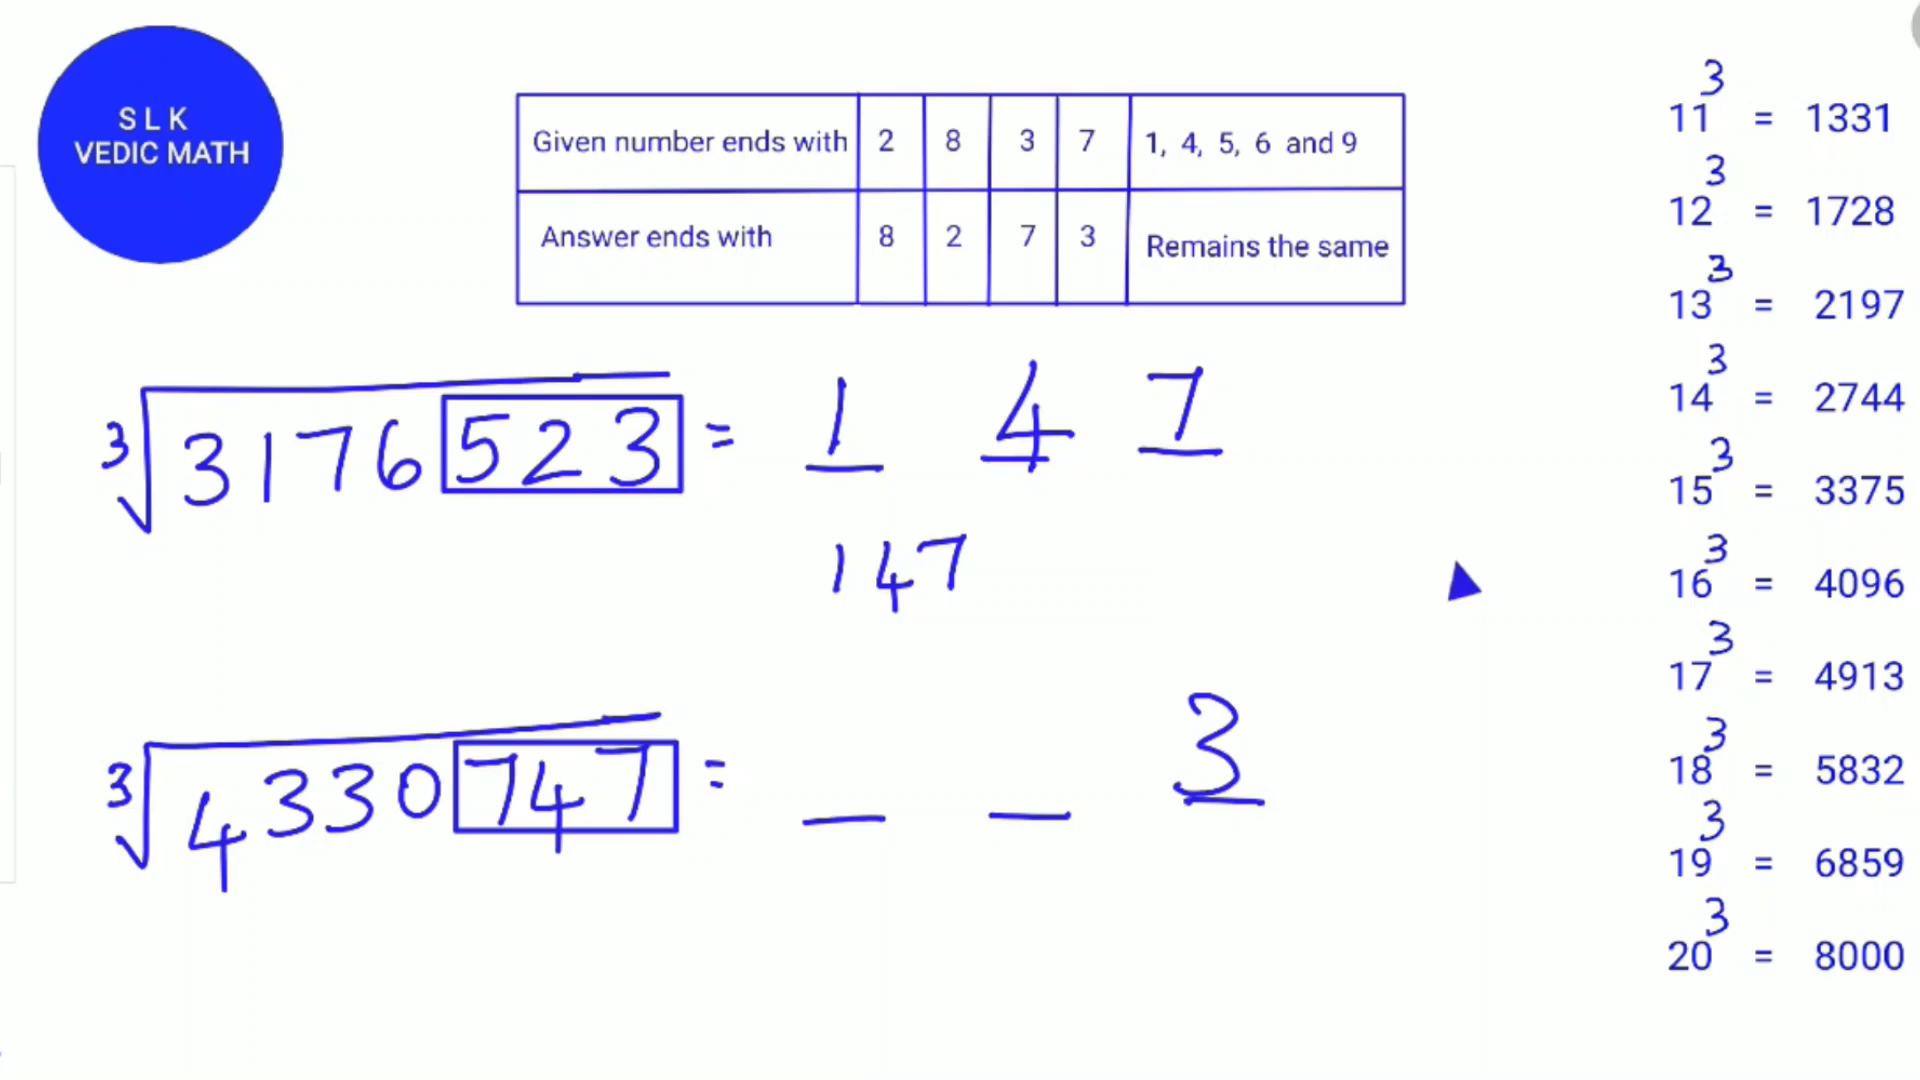 S L K
VEDIC MATH
Given number ends with 2 8 3 7 1, 4, 5, 6 and 9
Answer ends with 8 2 7 3 Remains the same
∛3176523 = 1 4 7
147
∛4330747 = _ _ 3
11³ = 1331
12³ = 1728
13³ = 2197
14³ = 2744
15³ = 3375
16³ = 4096
17³ = 4913
18³ = 5832
19³ = 6859
20³ = 8000